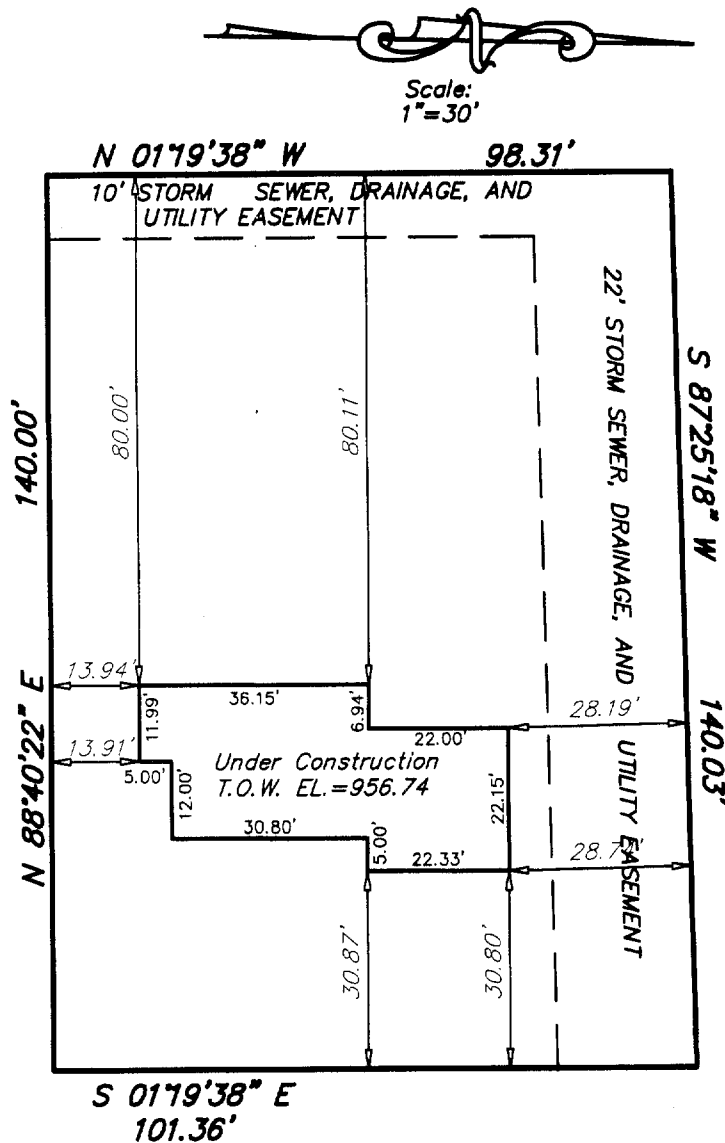 Scale:
1"=30'
N 01°19'38" W
98.31'
10' STORM SEWER, DRAINAGE, AND
UTILITY EASEMENT
22' STORM SEWER, DRAINAGE, AND UTILITY EASEMENT
S 87°25'18" W
140.03'
140.00'
N 88°40'22" E
80.00'
80.11'
13.94'
36.15'
11.99'
6.94'
22.00'
28.19'
13.91'
5.00'
12.00'
Under Construction
T.O.W. EL.=956.74
22.15'
30.80'
5.00'
22.33'
30.87'
30.80'
S 01°19'38" E
101.36'